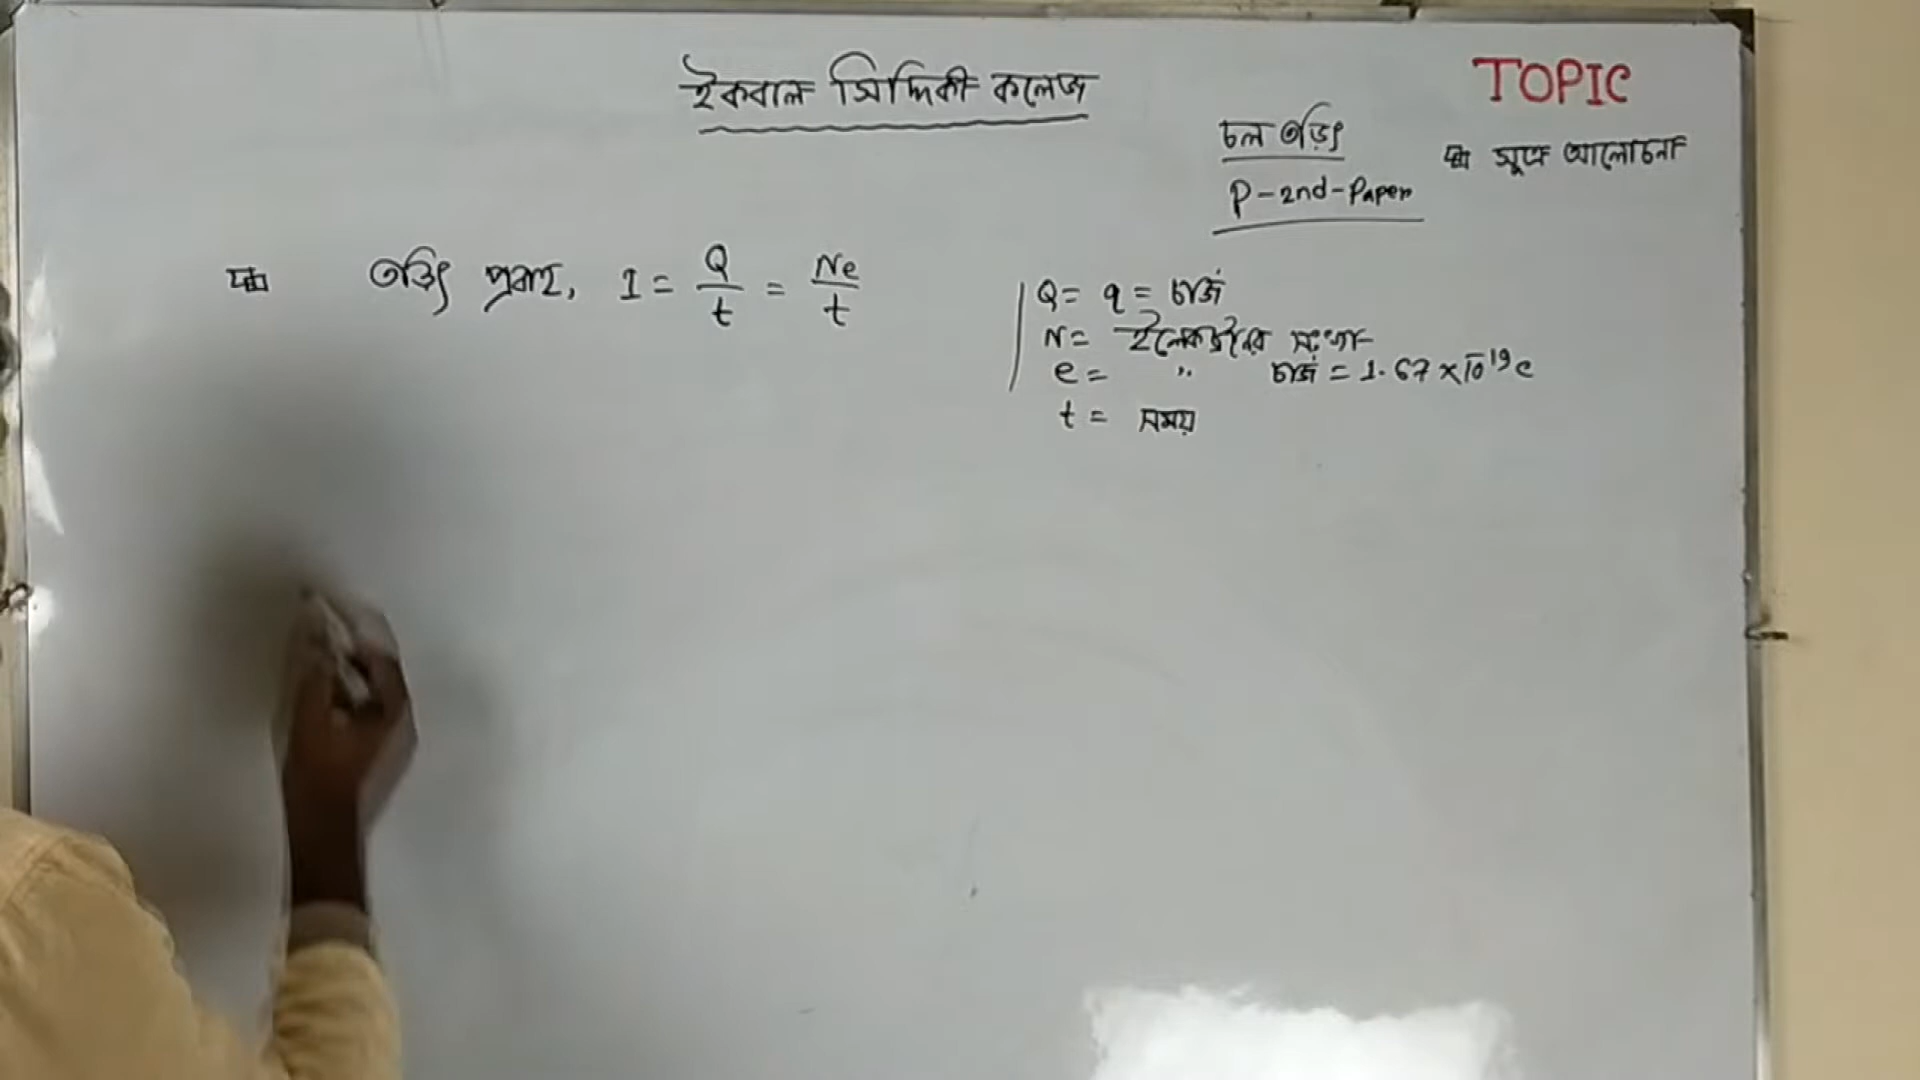 ইকবাল সিদ্দিকী কলেজ
TOPIC
চল তড়িৎ
P-2nd-Paper
সূত্র আলোচনা
তড়িৎ প্রবাহ, I = Q/t = Ne/t
Q = q = চার্জ
N = ইলেকট্রনের সংখ্যা
e = " চার্জ = 1.67 × 10⁻¹⁹ C
t = সময়